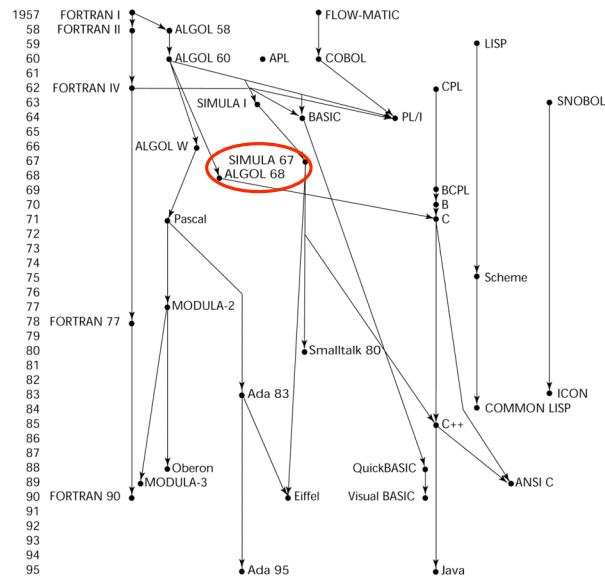 1957 FORTRAN I FLOW-MATIC
58 FORTRAN II ALGOL 58
59 LISP
60 ALGOL 60 APL COBOL
61
62 FORTRAN IV CPL
63 SIMULA I SNOBOL
64 BASIC PL/I
65
66 ALGOL W
67 SIMULA 67
68 ALGOL 68
69 BCPL
70 B
71 Pascal C
72
73
74
75 Scheme
76
77 MODULA-2
78 FORTRAN 77
79
80 Smalltalk 80
81
82
83 Ada 83 ICON
84 COMMON LISP
85 C++
86
87
88 Oberon QuickBASIC
89 MODULA-3 ANSI C
90 FORTRAN 90 Eiffel Visual BASIC
91
92
93
94
95 Ada 95 Java